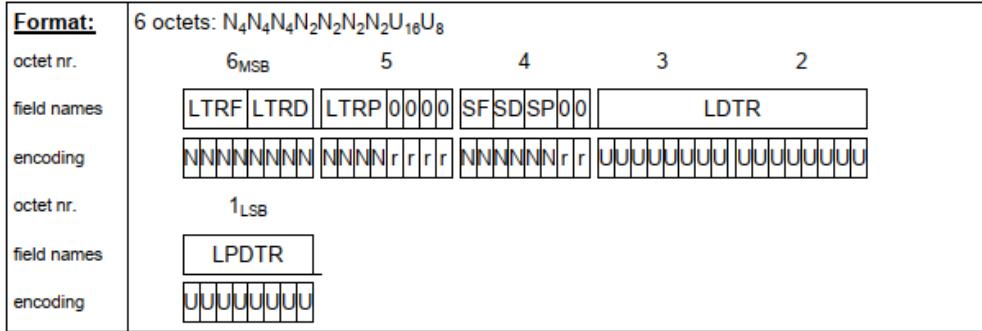 Format: 6 octets: N4N4N4N2N2N2N2U16U8
octet nr. 6MSB 5 4 3 2
field names LTRF LTRD LTRP 0 0 0 0 SF SD SP 0 0 LDTR
encoding NNNNNNNN NNNN r r r r NNNNNN r r UUUUUUUU UUUUUUUU
octet nr. 1LSB
field names LPDTR
encoding UUUUUUUU